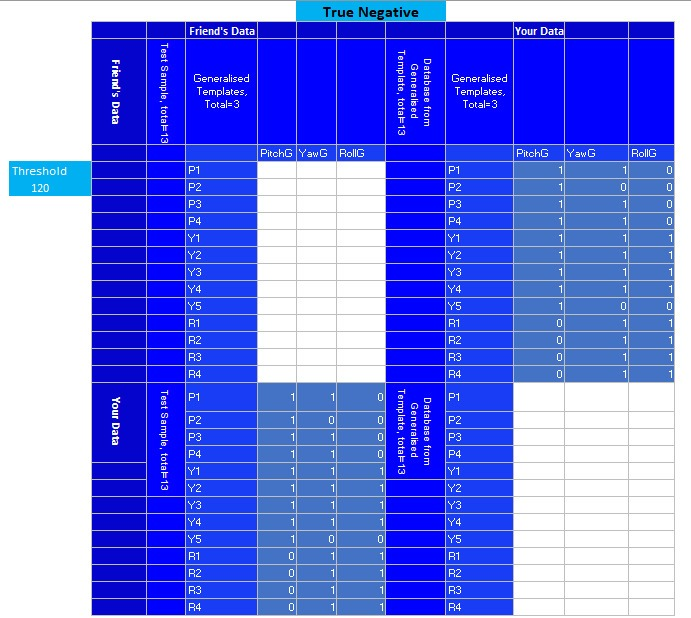 True Negative
Friend's Data Your Data
Friend's Data
Test Sample, total=13
Generalised
Templates,
Total=3
Database from
Generalised
Template, total=13
Generalised
Templates,
Total=3
PitchG YawG RollG PitchG YawG RollG
Threshold
120
P1 P1 1 1 0
P2 P2 1 0 0
P3 P3 1 1 0
P4 P4 1 1 0
Y1 Y1 1 1 1
Y2 Y2 1 1 1
Y3 Y3 1 1 1
Y4 Y4 1 1 1
Y5 Y5 1 0 0
R1 R1 0 1 1
R2 R2 0 1 1
R3 R3 0 1 1
R4 R4 0 1 1
Your Data
Test Sample, total=13
Database from
Generalised
Template, total=13
P1 1 1 0 P1
P2 1 0 0 P2
P3 1 1 0 P3
P4 1 1 0 P4
Y1 1 1 1 Y1
Y2 1 1 1 Y2
Y3 1 1 1 Y3
Y4 1 1 1 Y4
Y5 1 0 0 Y5
R1 0 1 1 R1
R2 0 1 1 R2
R3 0 1 1 R3
R4 0 1 1 R4